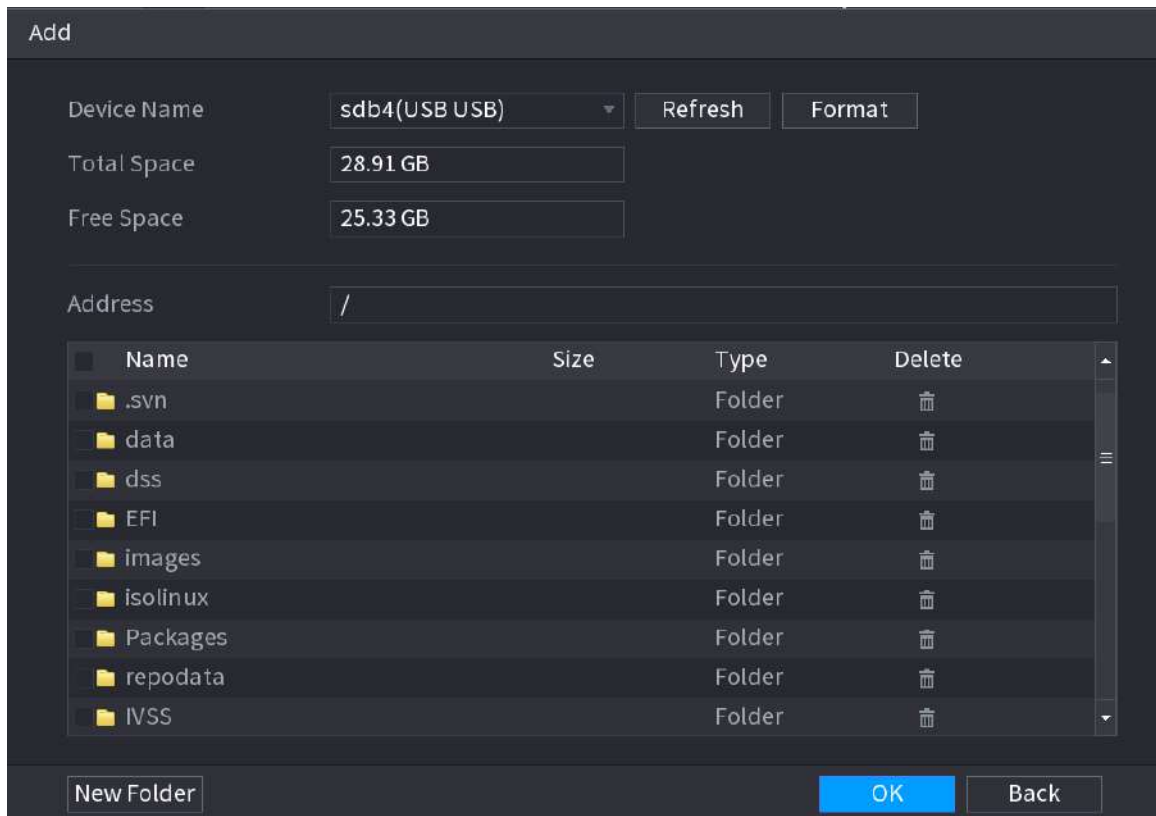 Add
Device Name sdb4(USB USB) Refresh Format
Total Space 28.91 GB
Free Space 25.33 GB
Address /
Name Size Type Delete
.svn Folder
data Folder
dss Folder
EFI Folder
images Folder
isolinux Folder
Packages Folder
repodata Folder
IVSS Folder
New Folder OK Back